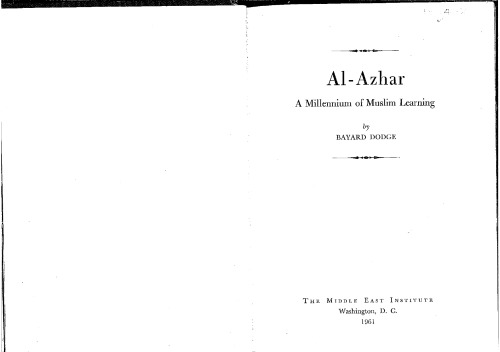 Al-Azhar
A Millennium of Muslim Learning
by
BAYARD DODGE
THE MIDDLE EAST INSTITUTE
Washington, D. C.
1961